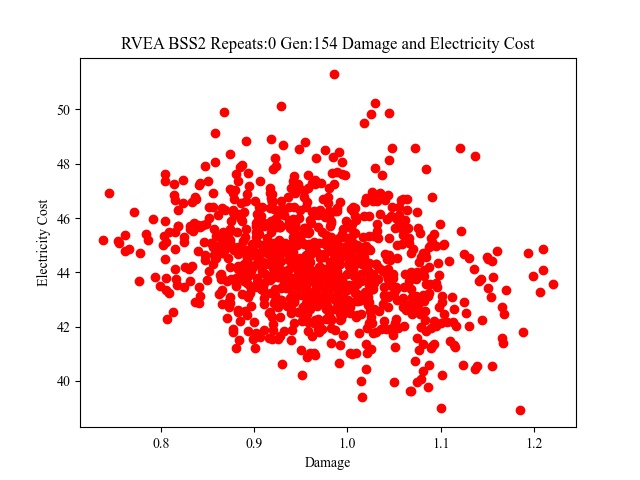 RVEA BSS2 Repeats:0 Gen:154 Damage and Electricity Cost
Electricity Cost
50
48
46
44
42
40
0.8 0.9 1.0 1.1 1.2
Damage